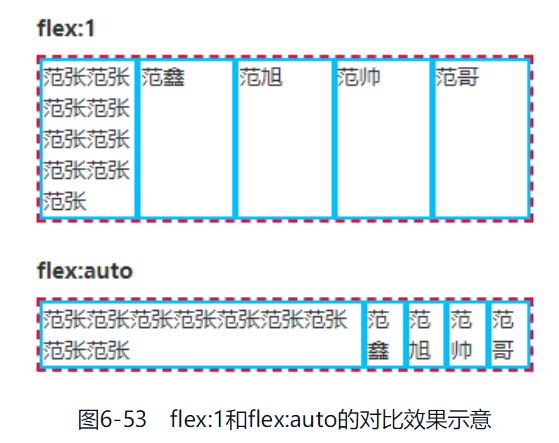 flex:1
范张范张 范鑫 范旭 范帅 范哥
范张范张
范张范张
范张范张
范张
flex:auto
范张范张范张范张范张范张范张 范 范 范 范
范张范张 鑫 旭 帅 哥
图6-53 flex:1和flex:auto的对比效果示意